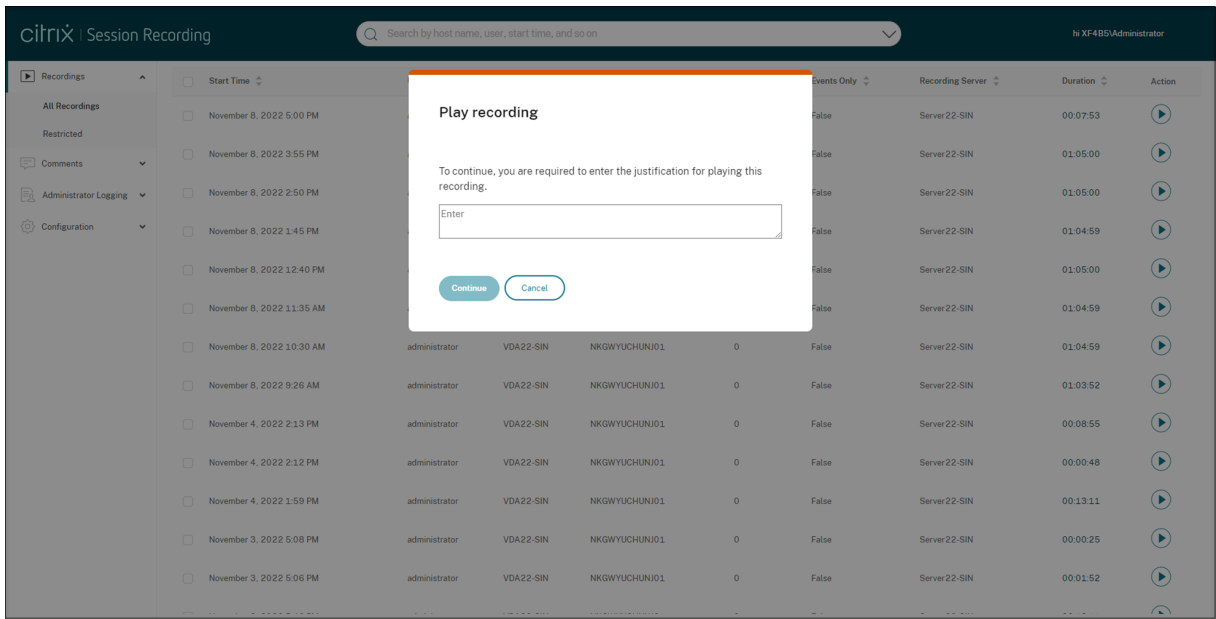 citrix | Session Recording
Search by host name, user, start time, and so on
hi XF4B5\Administrator
Recordings
All Recordings
Restricted
Comments
Administrator Logging
Configuration
Start Time Events Only Recording Server Duration Action
Play recording
To continue, you are required to enter the justification for playing this
recording.
Enter
Continue Cancel
November 8, 2022 5:00 PM False Server22-SIN 00:07:53
November 8, 2022 3:55 PM False Server22-SIN 01:05:00
November 8, 2022 2:50 PM False Server22-SIN 01:05:00
November 8, 2022 1:45 PM False Server22-SIN 01:04:59
November 8, 2022 12:40 PM False Server22-SIN 01:05:00
November 8, 2022 11:35 AM False Server22-SIN 01:04:59
November 8, 2022 10:30 AM administrator VDA22-SIN NKGWYUCHUNJ01 0 False Server22-SIN 01:04:59
November 8, 2022 9:26 AM administrator VDA22-SIN NKGWYUCHUNJ01 0 False Server22-SIN 01:03:52
November 4, 2022 2:13 PM administrator VDA22-SIN NKGWYUCHUNJ01 0 False Server22-SIN 00:08:55
November 4, 2022 2:12 PM administrator VDA22-SIN NKGWYUCHUNJ01 0 False Server22-SIN 00:00:48
November 4, 2022 1:59 PM administrator VDA22-SIN NKGWYUCHUNJ01 0 False Server22-SIN 00:13:11
November 3, 2022 5:08 PM administrator VDA22-SIN NKGWYUCHUNJ01 0 False Server22-SIN 00:00:25
November 3, 2022 5:06 PM administrator VDA22-SIN NKGWYUCHUNJ01 0 False Server22-SIN 00:01:52